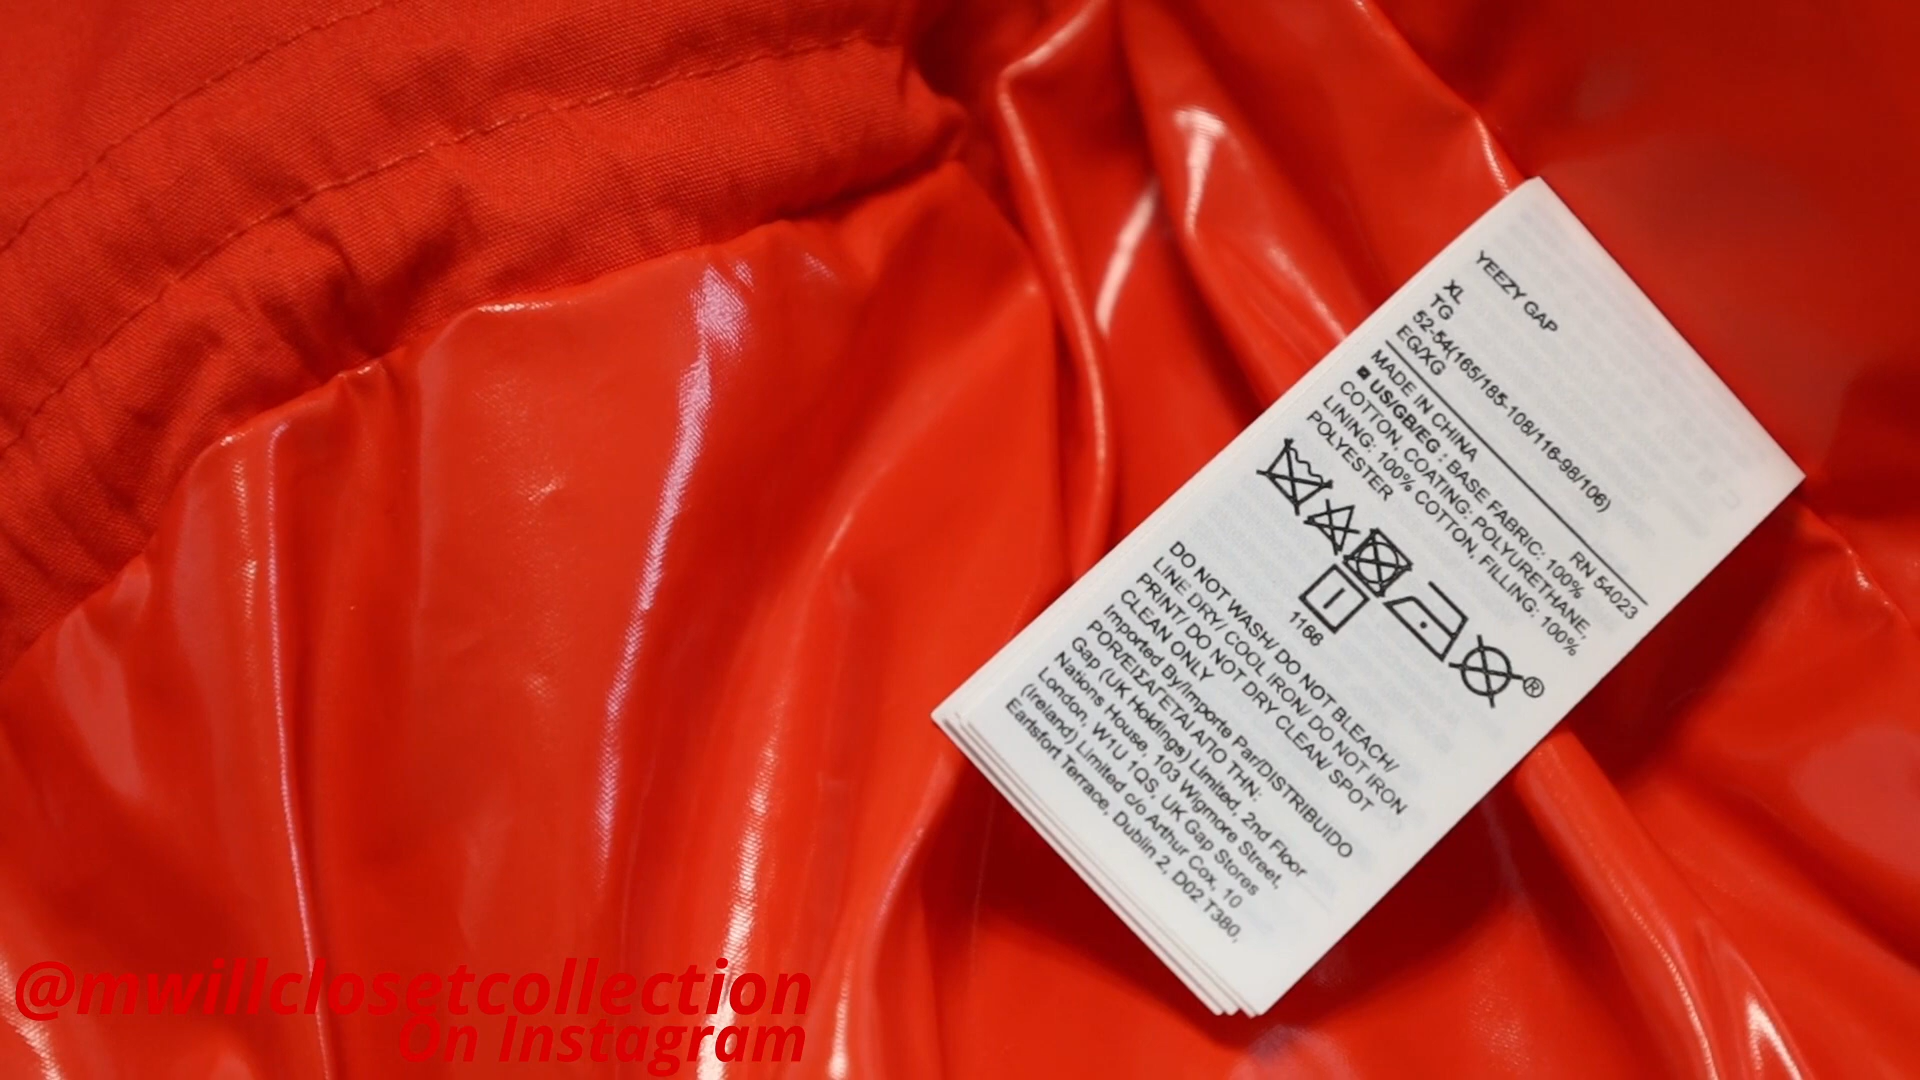 YEEZY GAP
XL
TG
52-54(165/185-108/116-98/106)
EG/XG
RN 54023
MADE IN CHINA
US/GB/EG : BASE FABRIC: 100%
COTTON, COATING: POLYURETHANE,
LINING: 100% COTTON, FILLING: 100%
POLYESTER
®
1166
DO NOT WASH/ DO NOT BLEACH/
LINE DRY/ COOL IRON/ DO NOT IRON
PRINT/ DO NOT DRY CLEAN/ SPOT
CLEAN ONLY
Imported By/Importe Par/DISTRIBUIDO
POR/ΕΙΣΑΓΕΤΑΙ ΑΠΟ ΤΗΝ:
Gap (UK Holdings) Limited, 2nd Floor
Nations House, 103 Wigmore Street,
London, W1U 1QS, UK Gap Stores
(Ireland) Limited c/o Arthur Cox, 10
Earlsfort Terrace, Dublin 2, D02 T380,
@mwillclosetcollection
On Instagram